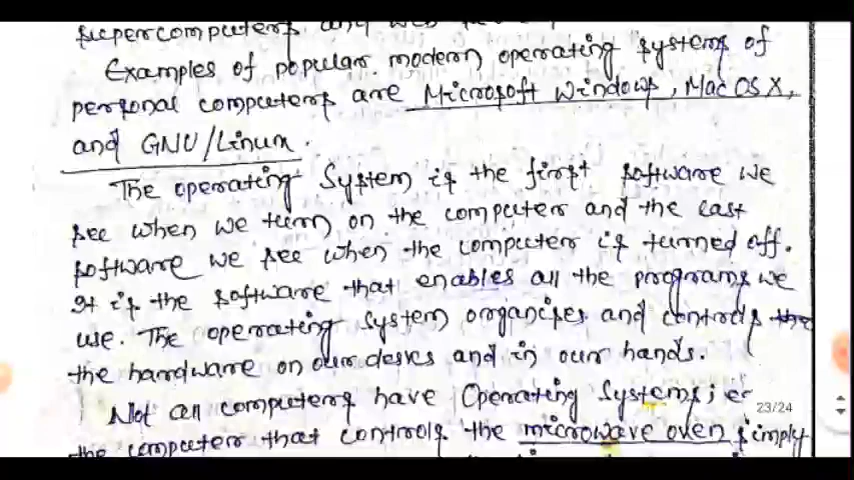 supercomputers and web
Examples of popular modern operating systems of
personal computers are Microsoft Windows, Mac OS X,
and GNU/Linux.
The operating System is the first software we
see when we turn on the computer and the last
software we see when the computer is turned off.
It is the software that enables all the programs we
use. The operating system organises and controls the
the hardware on our desks and in our hands.
Not all computers have Operating Systems;
23/24
the computer that controls the microwave oven simply